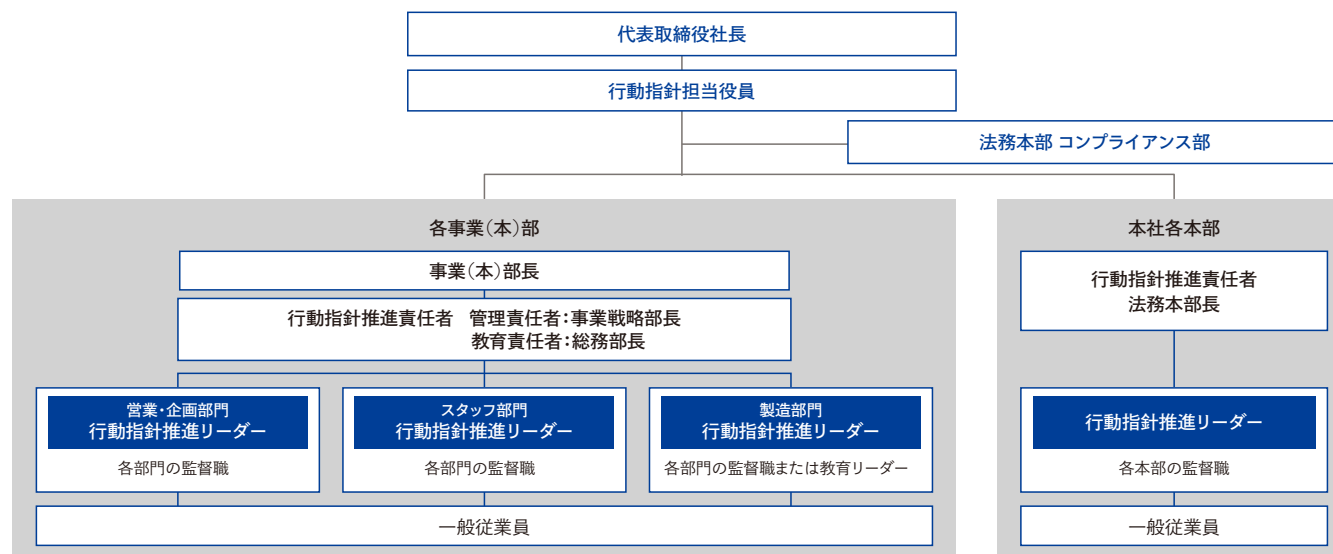 代表取締役社長
行動指針担当役員
法務本部 コンプライアンス部
各事業(本)部
事業(本)部長
行動指針推進責任者 管理責任者:事業戦略部長
教育責任者:総務部長
営業・企画部門
行動指針推進リーダー
各部門の監督職
スタッフ部門
行動指針推進リーダー
各部門の監督職
製造部門
行動指針推進リーダー
各部門の監督職または教育リーダー
一般従業員
本社各本部
行動指針推進責任者
法務本部長
行動指針推進リーダー
各本部の監督職
一般従業員